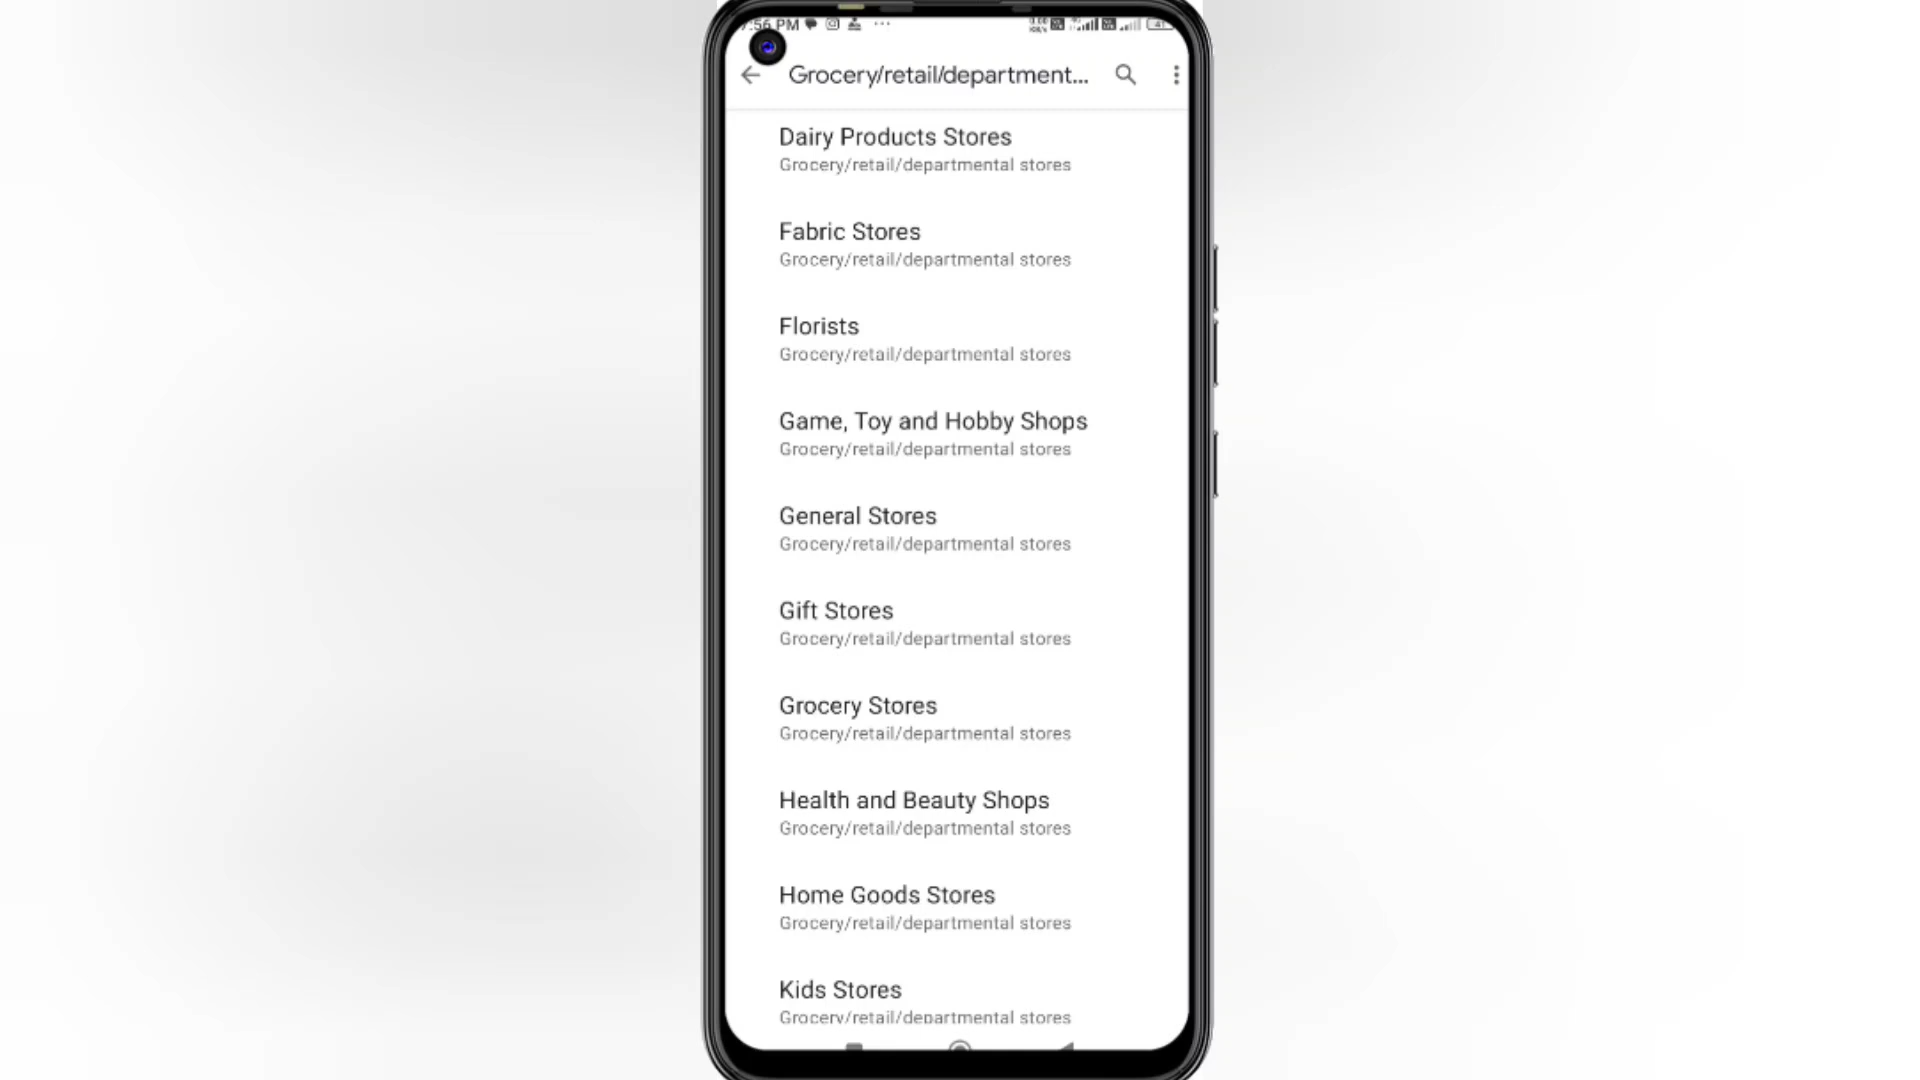 :56 PM
Grocery/retail/department...
Dairy Products Stores
Grocery/retail/departmental stores
Fabric Stores
Grocery/retail/departmental stores
Florists
Grocery/retail/departmental stores
Game, Toy and Hobby Shops
Grocery/retail/departmental stores
General Stores
Grocery/retail/departmental stores
Gift Stores
Grocery/retail/departmental stores
Grocery Stores
Grocery/retail/departmental stores
Health and Beauty Shops
Grocery/retail/departmental stores
Home Goods Stores
Grocery/retail/departmental stores
Kids Stores
Grocery/retail/departmental stores